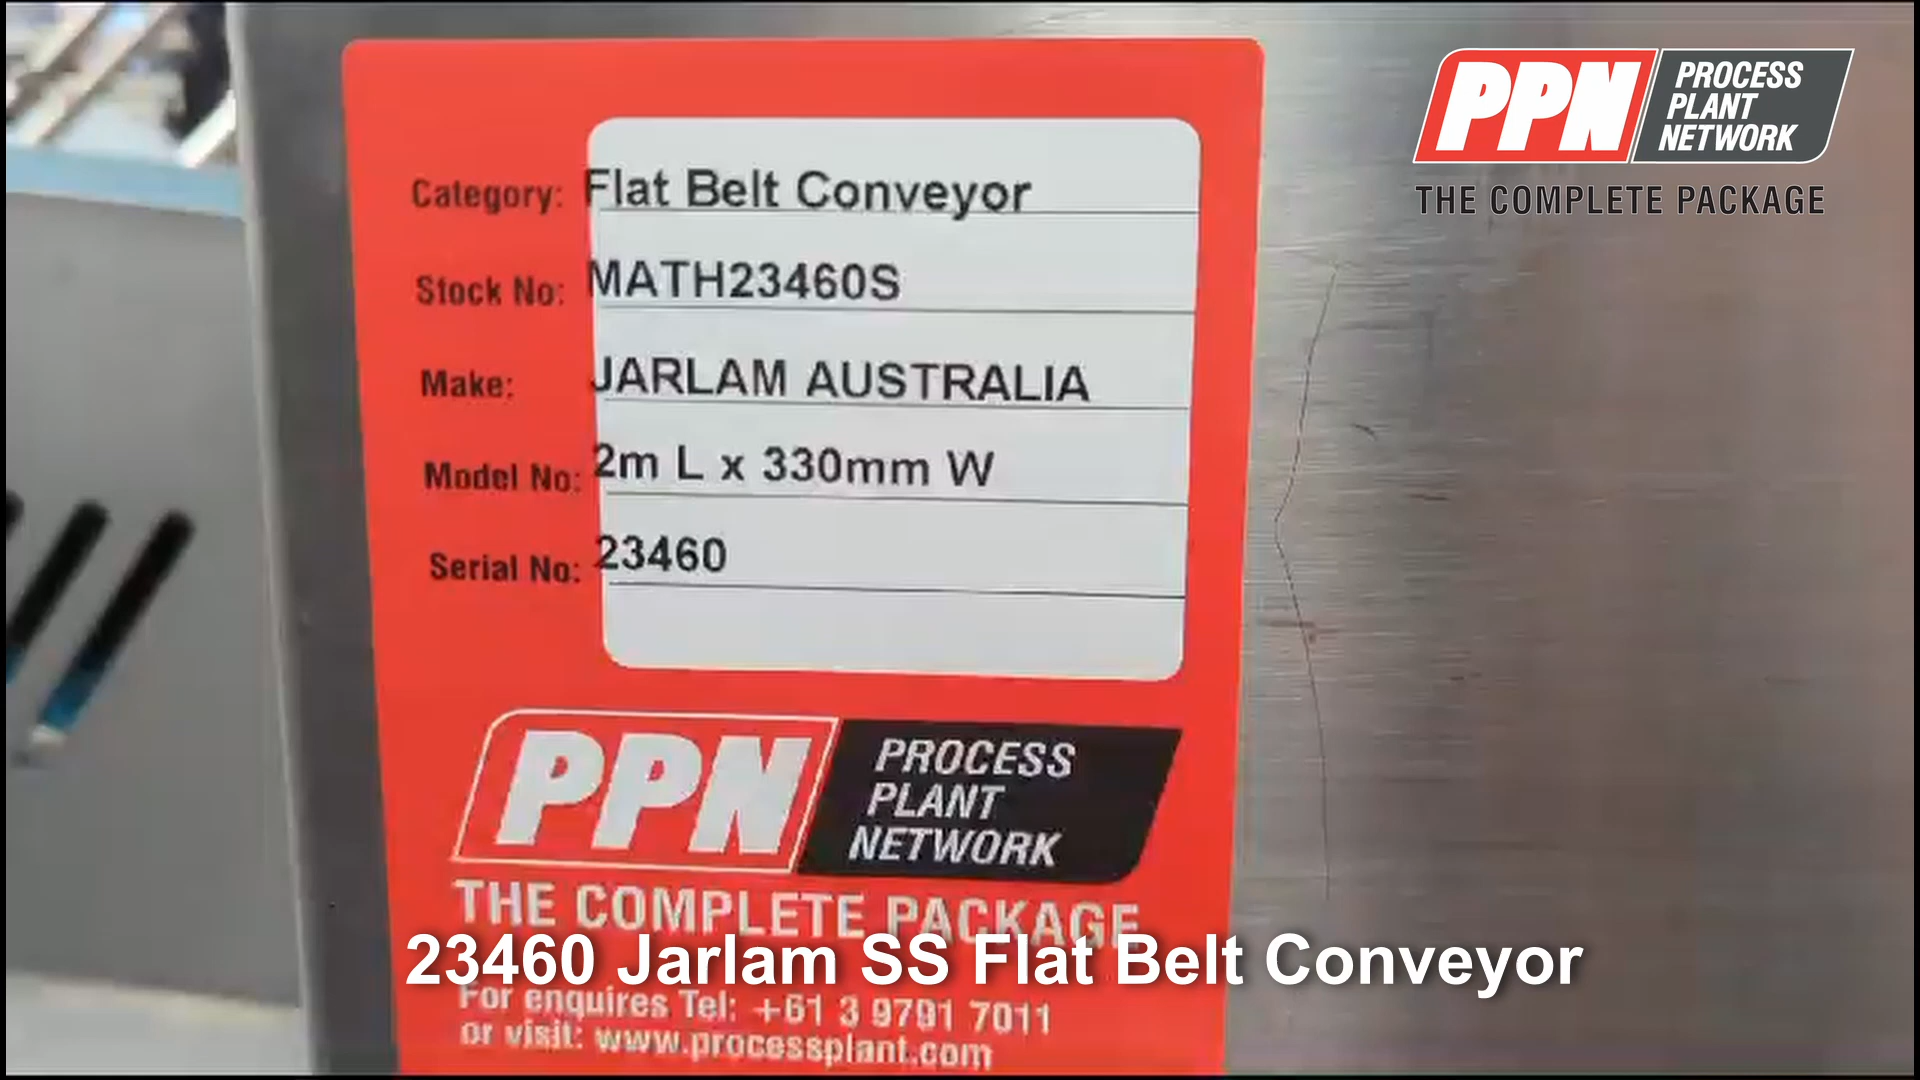 PPN PROCESS PLANT NETWORK
THE COMPLETE PACKAGE
Category: Flat Belt Conveyor
Stock No: MATH23460S
Make: JARLAM AUSTRALIA
Model No: 2m L x 330mm W
Serial No: 23460
PPN PROCESS PLANT NETWORK
THE COMPLETE PACKAGE
23460 Jarlam SS Flat Belt Conveyor
For enquires Tel: +61 3 9791 7011
or visit: www.processplant.com